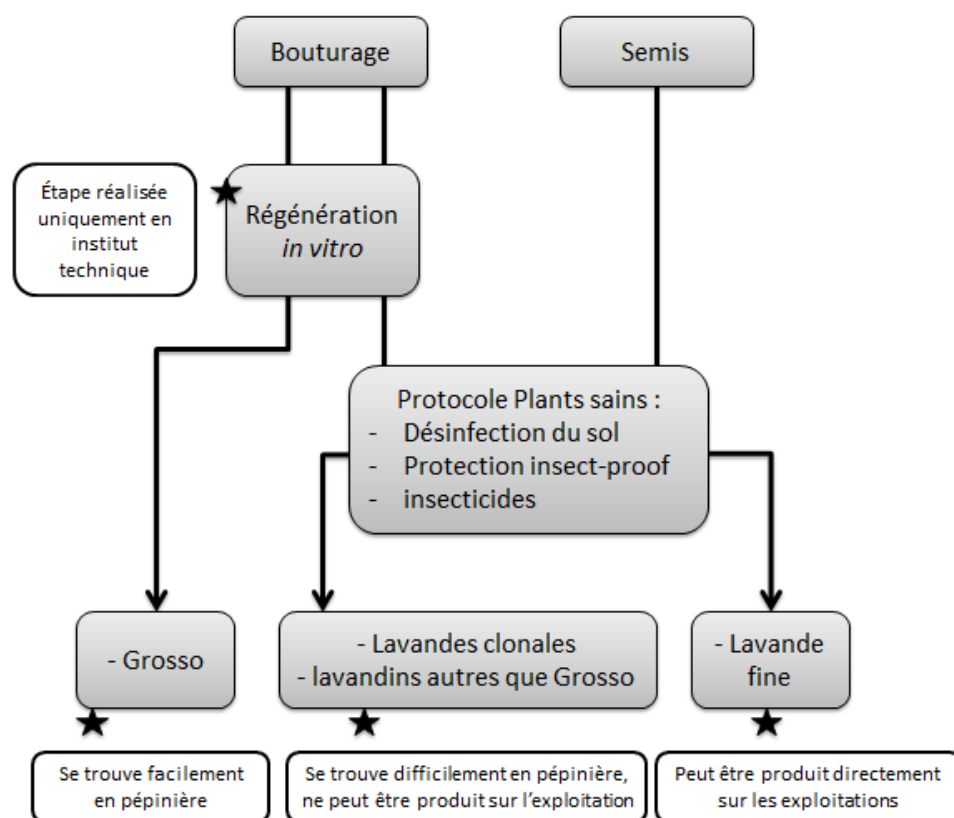 Bouturage
Semis
Étape réalisée
uniquement en
institut
technique
Régénération
in vitro
Protocole Plants sains :
- Désinfection du sol
- Protection insect-proof
- insecticides
- Grosso
- Lavandes clonales
- lavandins autres que Grosso
- Lavande
fine
Se trouve facilement
en pépinière
Se trouve difficilement en pépinière,
ne peut être produit sur l'exploitation
Peut être produit directement
sur les exploitations